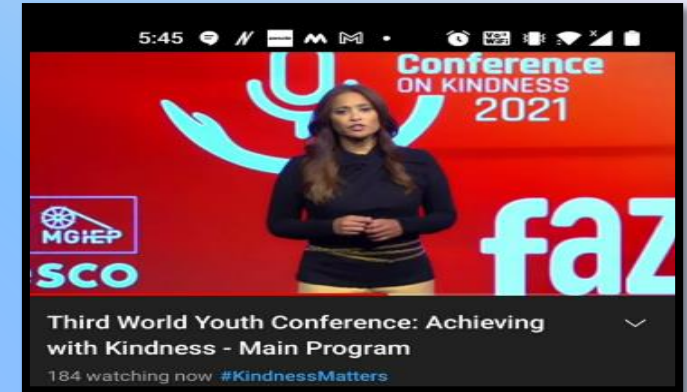 5:45
Conference
ON KINDNESS
2021
MGIEP
sco
faz
Third World Youth Conference: Achieving
with Kindness - Main Program
184 watching now #KindnessMatters